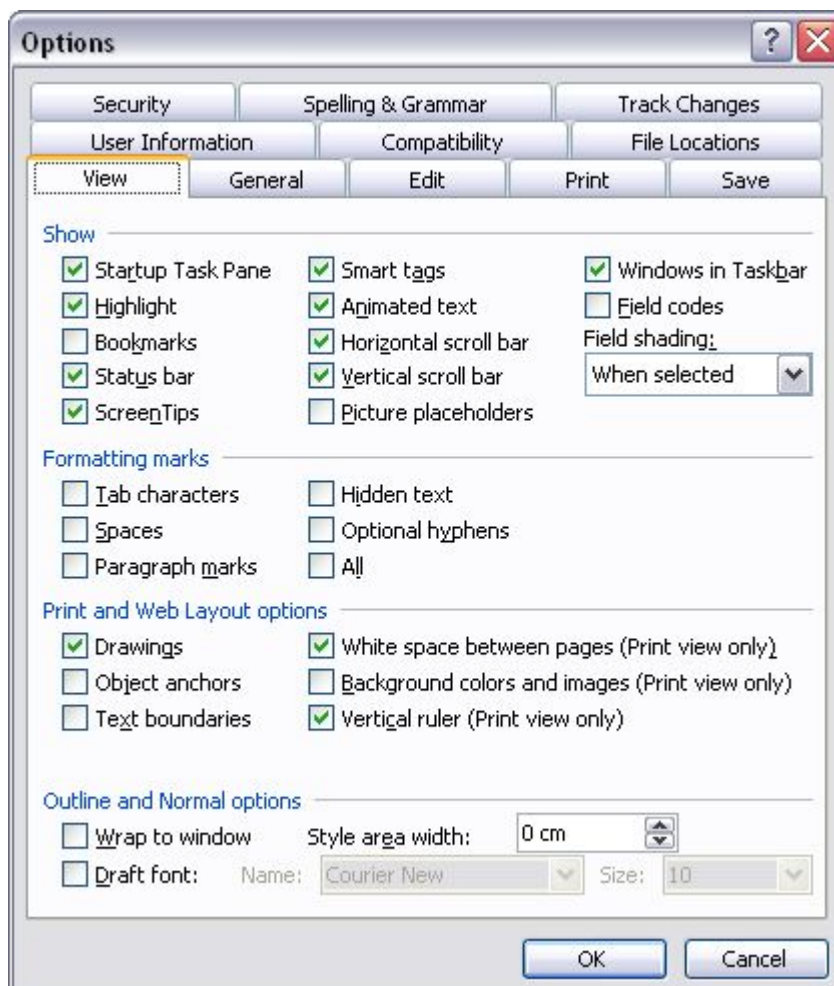 Options
Security Spelling & Grammar Track Changes
User Information Compatibility File Locations
View General Edit Print Save
Show
Startup Task Pane Smart tags Windows in Taskbar
Highlight Animated text Field codes
Bookmarks Horizontal scroll bar Field shading:
Status bar Vertical scroll bar When selected
ScreenTips Picture placeholders
Formatting marks
Tab characters Hidden text
Spaces Optional hyphens
Paragraph marks All
Print and Web Layout options
Drawings White space between pages (Print view only)
Object anchors Background colors and images (Print view only)
Text boundaries Vertical ruler (Print view only)
Outline and Normal options
Wrap to window Style area width: 0 cm
Draft font: Name: Courier New Size: 10
OK Cancel